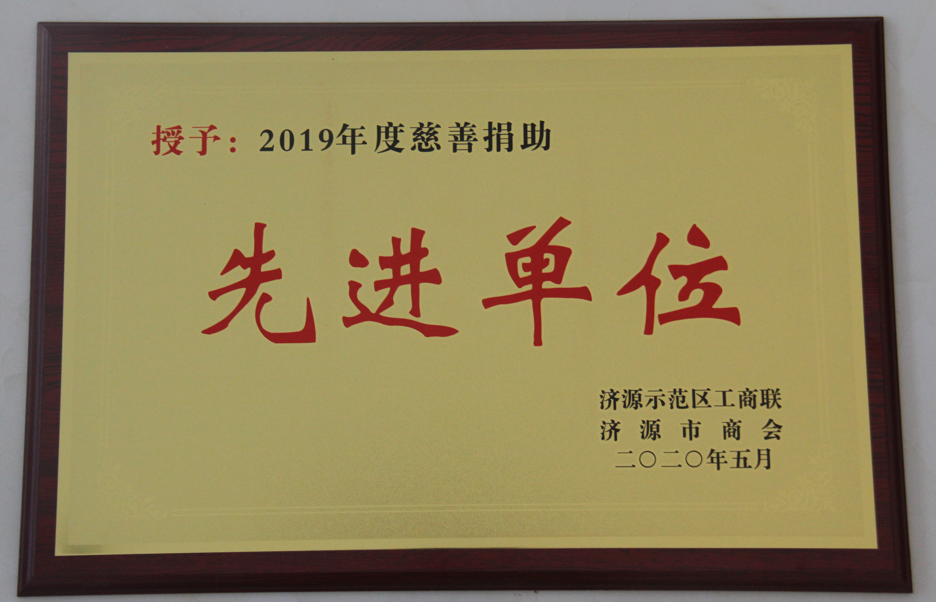 授予：2019年度慈善捐助
先进单位
济源示范区工商联
济源市商会
二〇二〇年五月